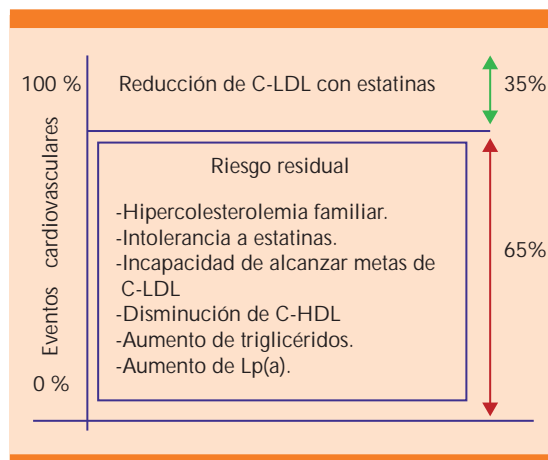 100 %
Reducción de C-LDL con estatinas
35%
Eventos cardiovasculares
Riesgo residual
-Hipercolesterolemia familiar.
-Intolerancia a estatinas.
-Incapacidad de alcanzar metas de
C-LDL
-Disminución de C-HDL
-Aumento de triglicéridos.
-Aumento de Lp(a).
65%
0 %